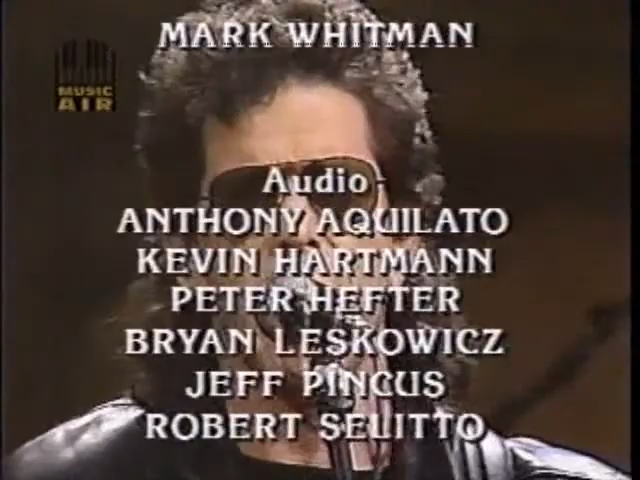 MARK WHITMAN
MUSIC
AIR
Audio
ANTHONY AQUILATO
KEVIN HARTMANN
PETER HEFTER
BRYAN LESKOWICZ
JEFF PINCUS
ROBERT SELITTO